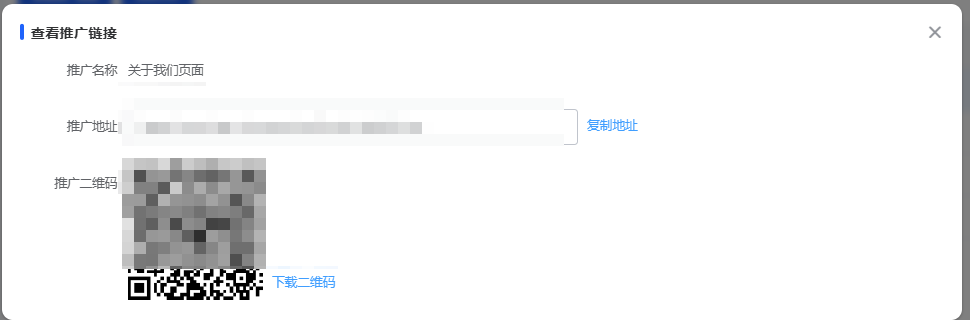 查看推广链接
推广名称 关于我们页面
推广地址 复制地址
推广二维码
下载二维码